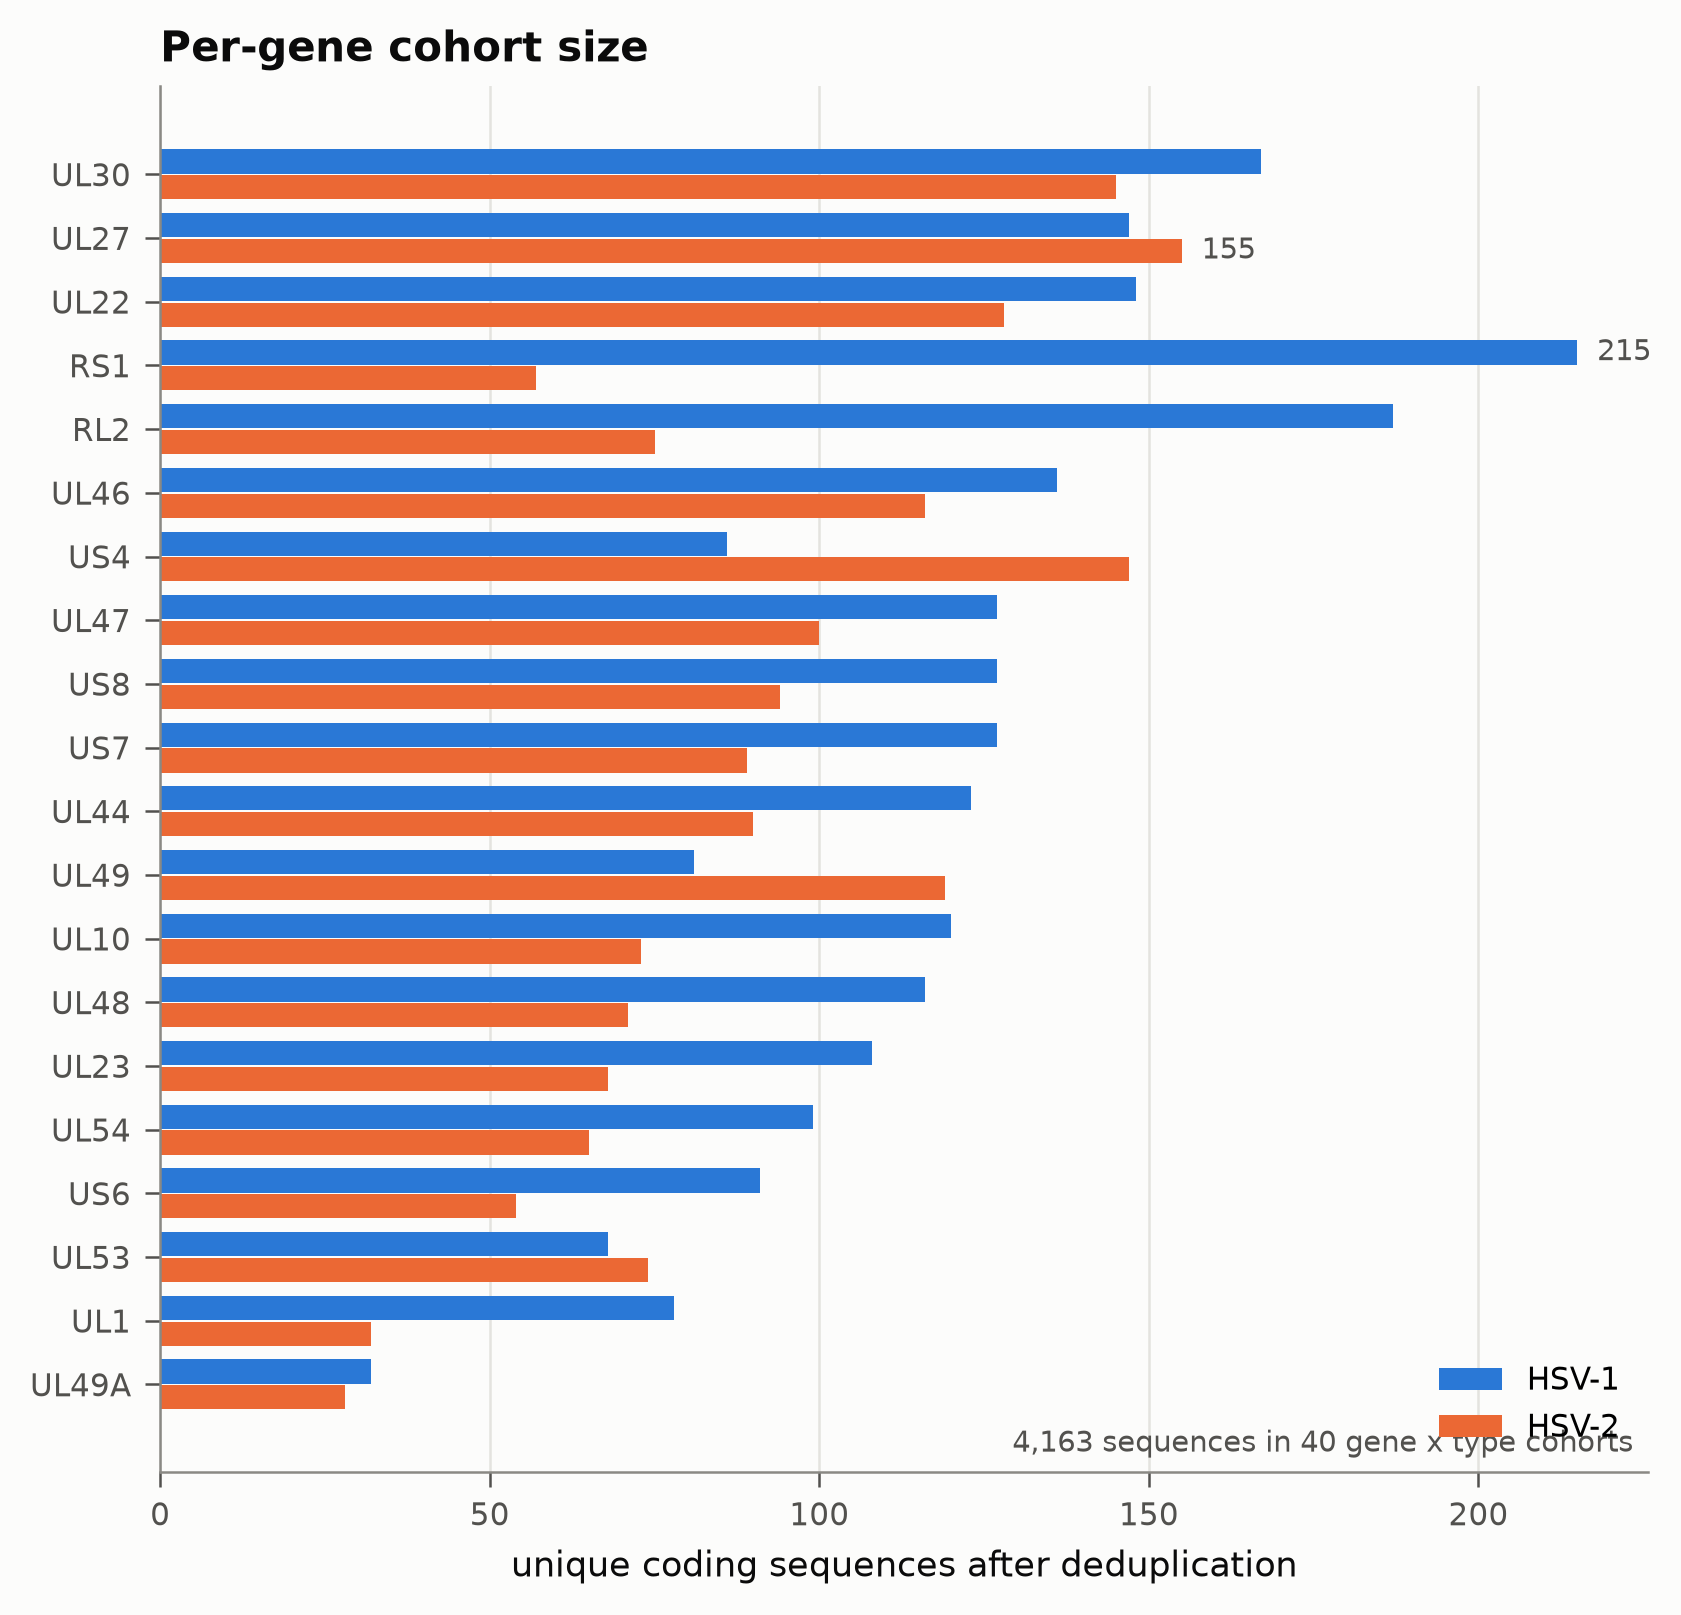 Per-gene cohort size
UL30
UL27
155
UL22
RS1
215
RL2
UL46
US4
UL47
US8
US7
UL44
UL49
UL10
UL48
UL23
UL54
US6
UL53
UL1
UL49A
HSV-1
HSV-2
4,163 sequences in 40 gene x type cohorts
0 50 100 150 200
unique coding sequences after deduplication